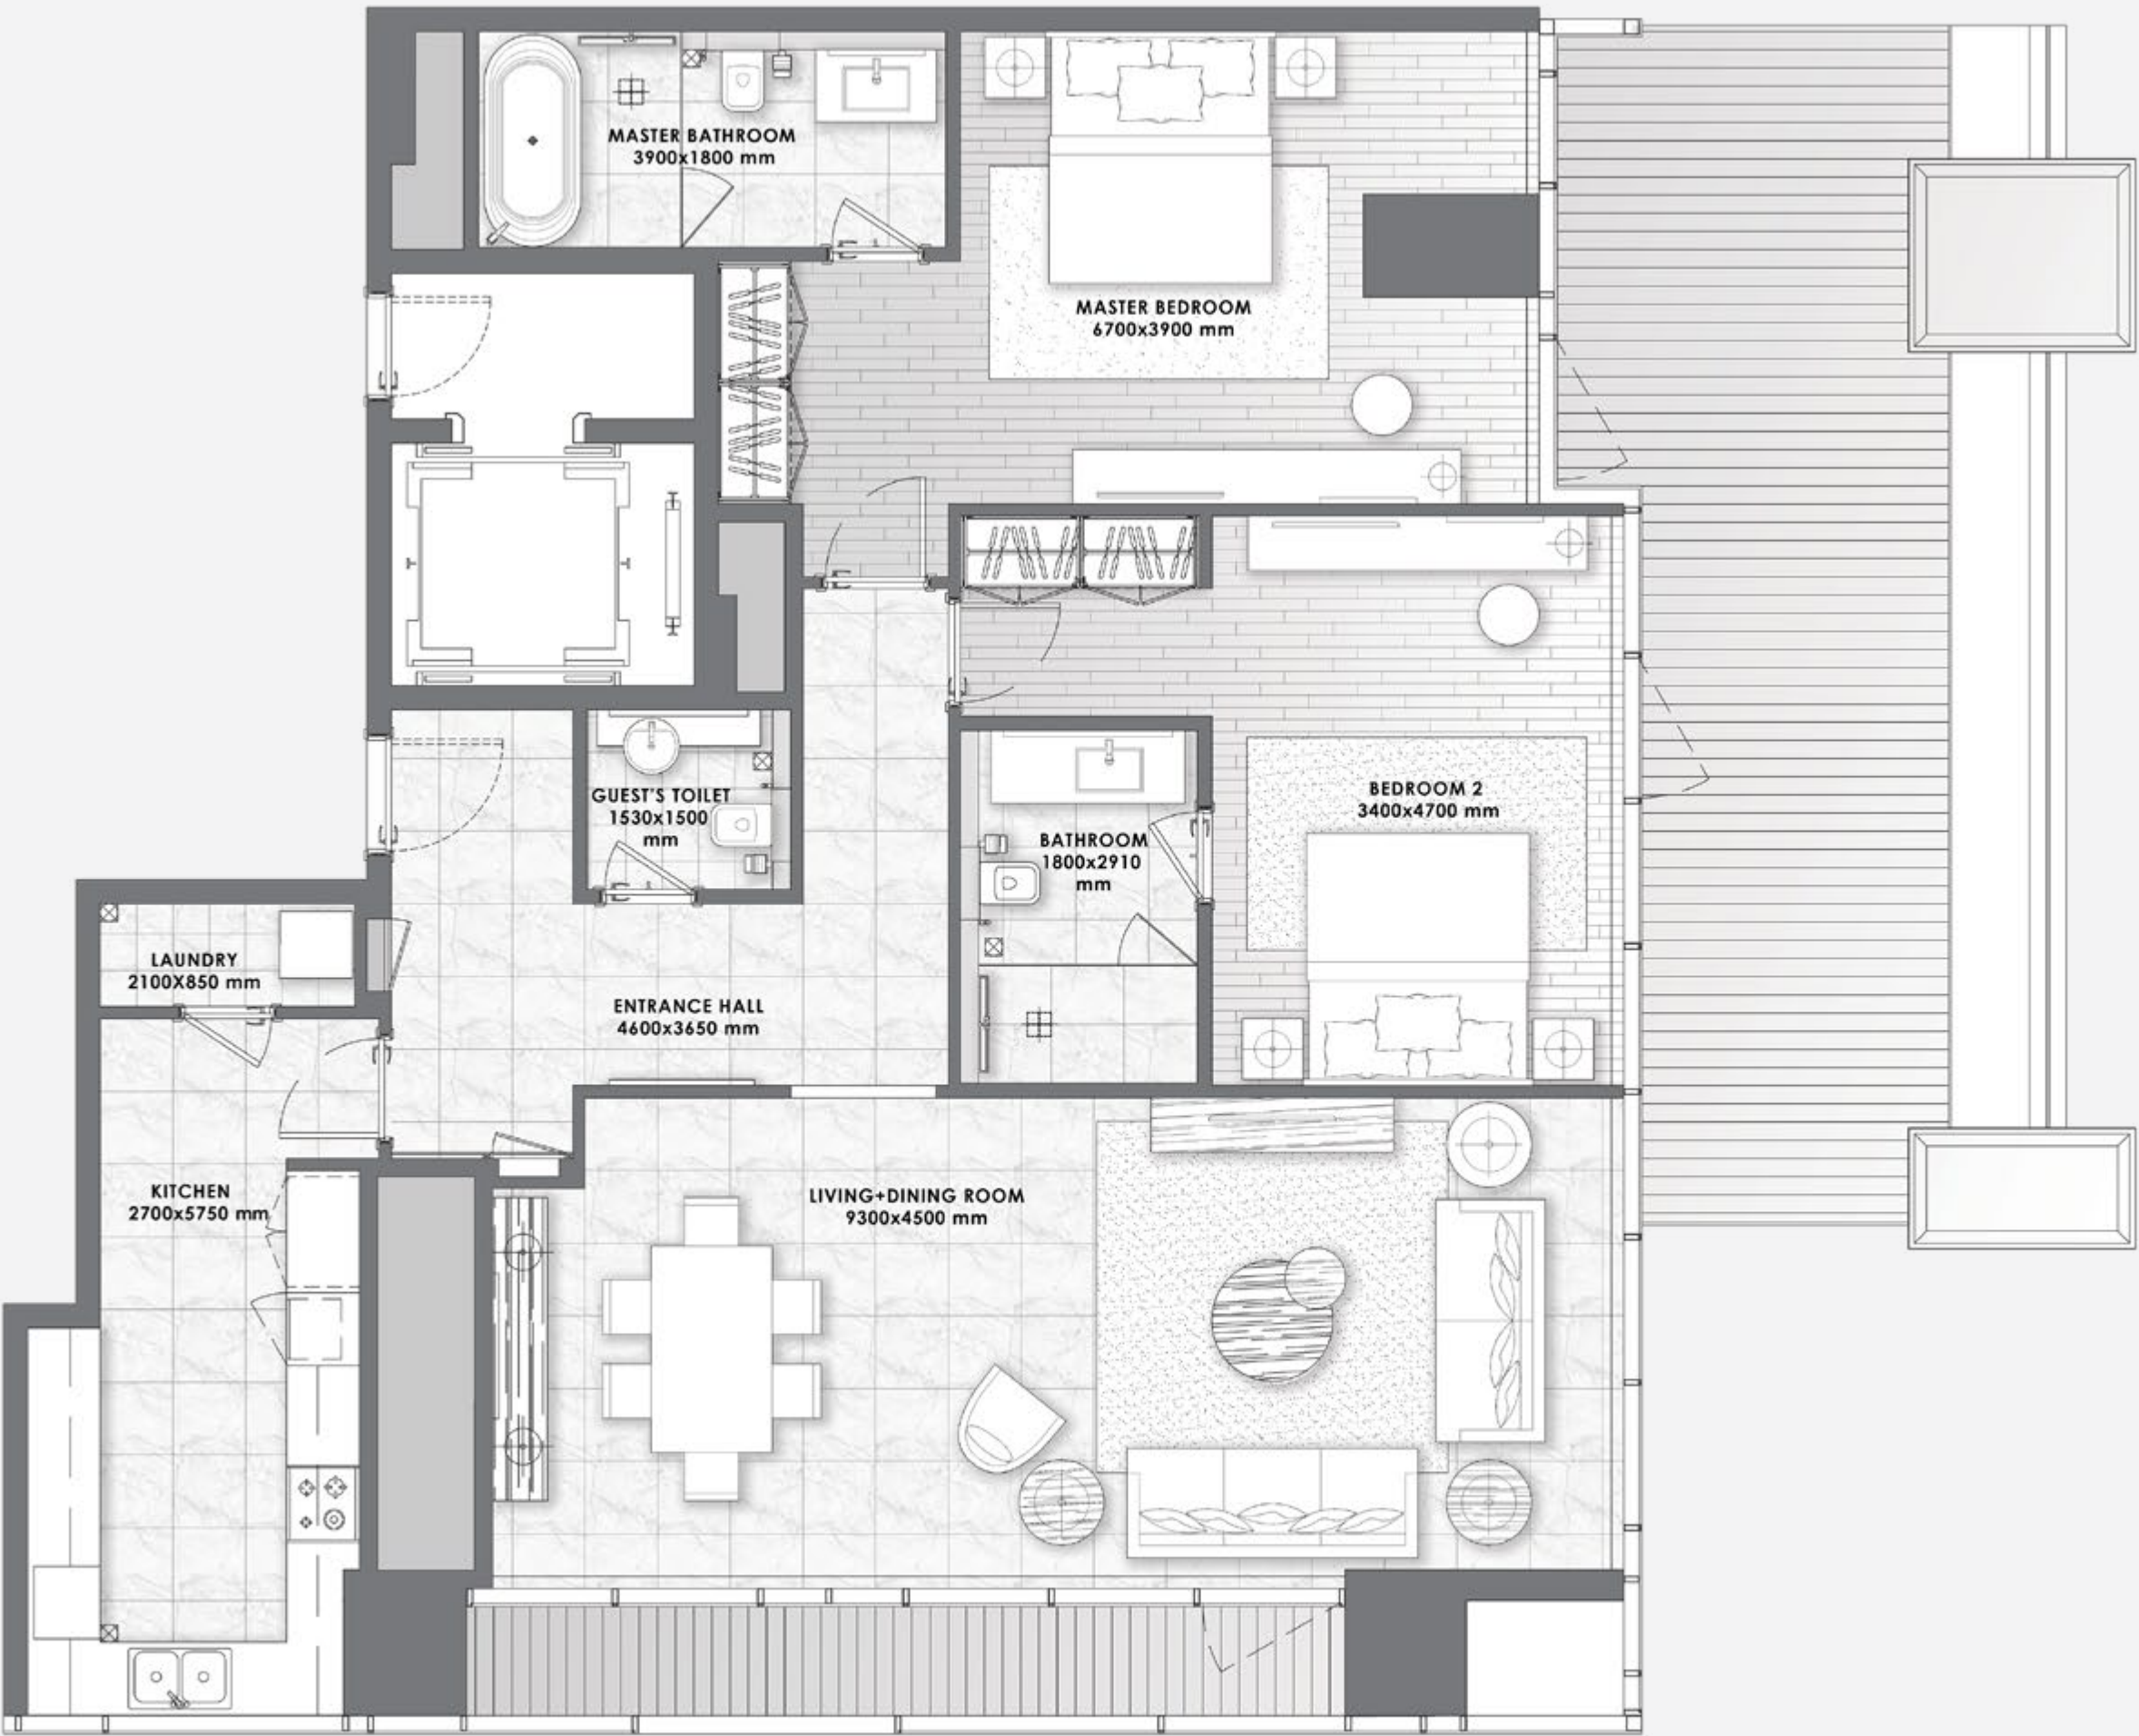 MASTER BATHROOM
3900x1800 mm
MASTER BEDROOM
6700x3900 mm
GUEST'S TOILET
1530x1500
mm
BATHROOM
1800x2910
mm
BEDROOM 2
3400x4700 mm
LAUNDRY
2100X850 mm
ENTRANCE HALL
4600x3650 mm
KITCHEN
2700x5750 mm
LIVING+DINING ROOM
9300x4500 mm